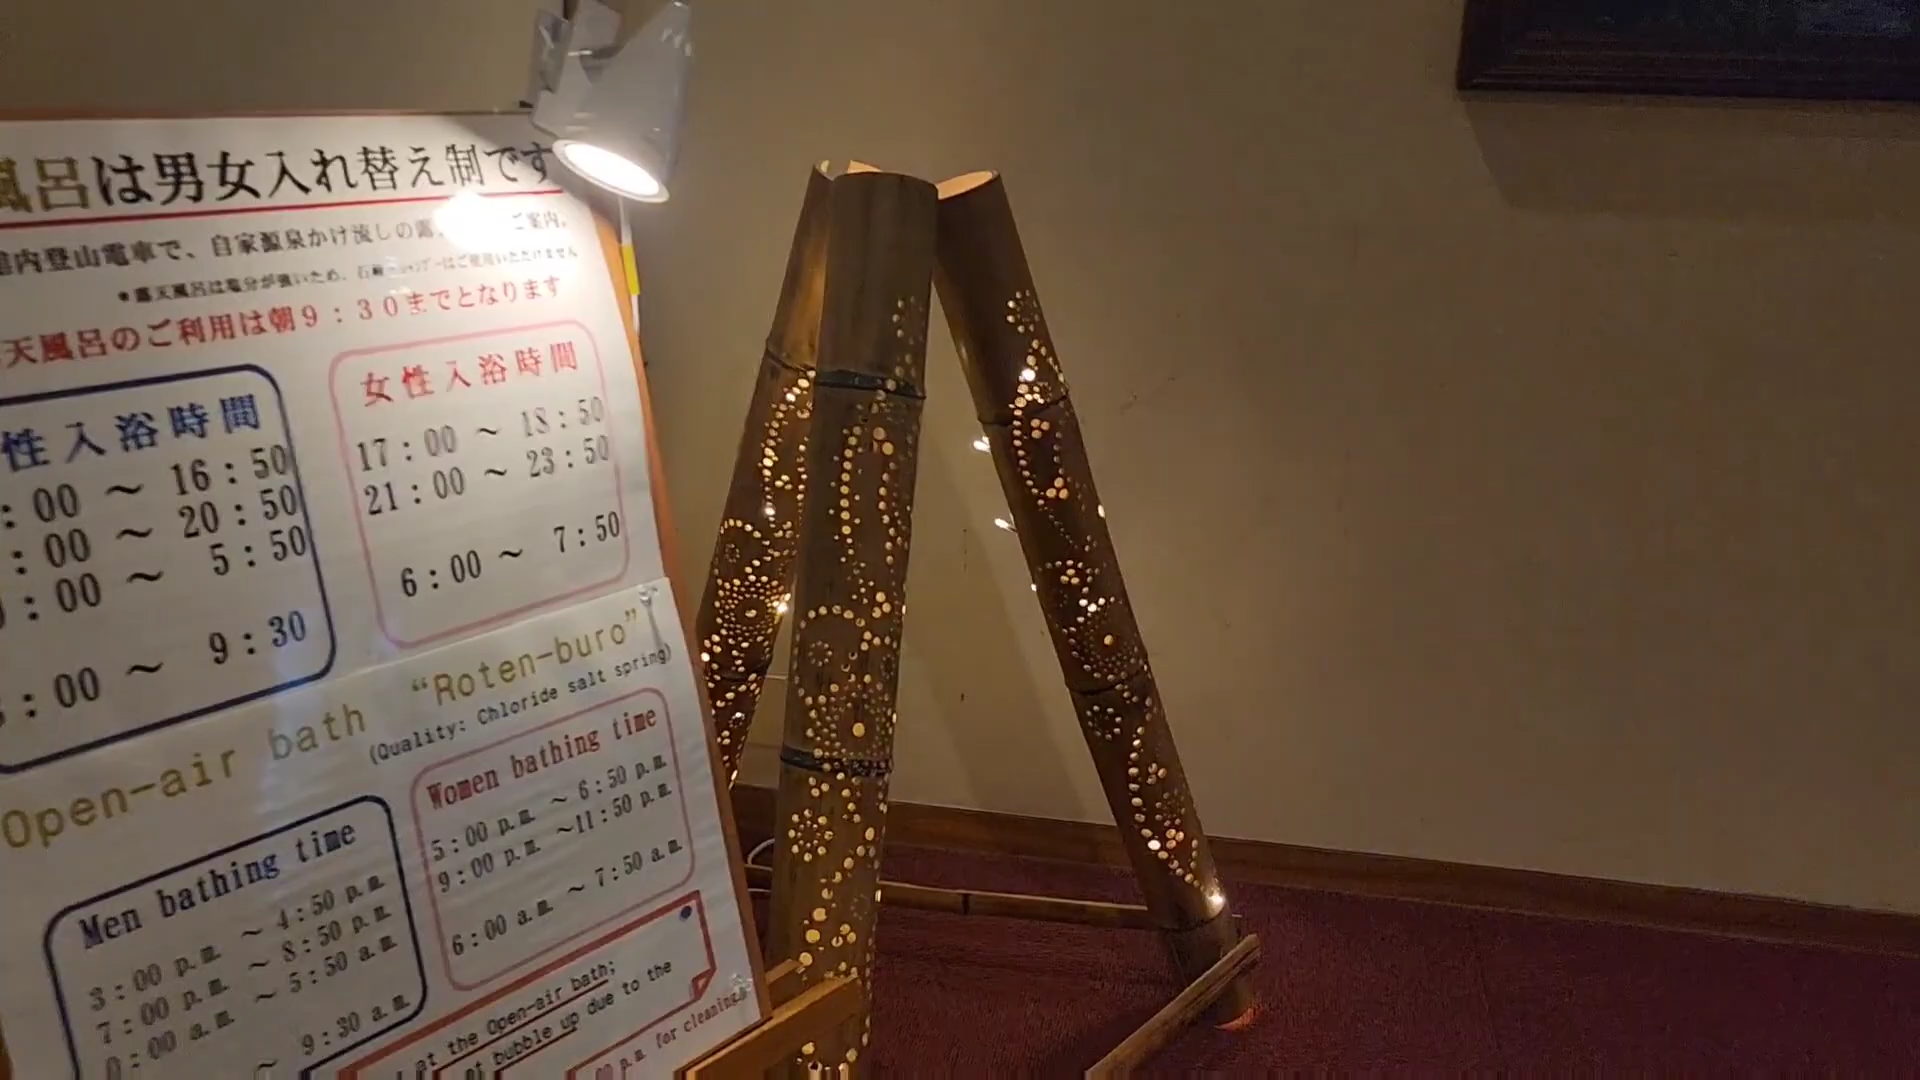 風呂は男女入れ替え制です
館内登山電車で、自家源泉かけ流しの露 ご案内。
*露天風呂は塩分が強いため、石鹸 はご使用いただけません
天風呂のご利用は朝9:30までとなります
性入浴時間
:00 ～ 16:50
:00 ～ 20:50
:00 ～ 5:50
:00 ～ 9:30
女性入浴時間
17:00 ～ 18:50
21:00 ～ 23:50
6:00 ～ 7:50
Open-air bath “Roten-buro”
(Quality: Chloride salt spring)
Men bathing time
3:00 p.m. ～ 4:50 p.m.
7:00 p.m. ～ 8:50 p.m.
0:00 a.m. ～ 5:50 a.m.
～ 9:30 a.m.
Women bathing time
5:00 p.m. ～ 6:50 p.m.
9:00 p.m. ～11:50 p.m.
6:00 a.m. ～ 7:50 a.m.
at the Open-air bath;
bubble up due to the
p.m. for cleaning.